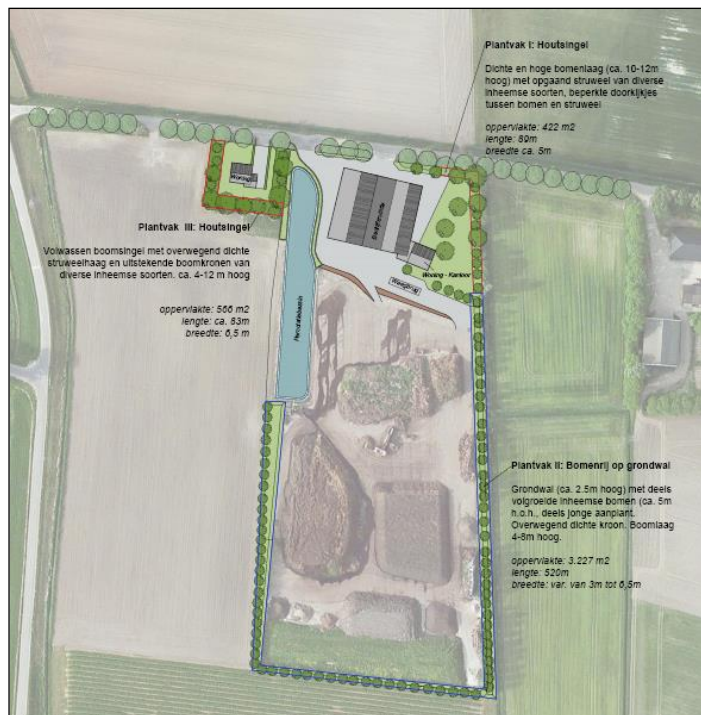 Plantvak I: Houtsingel
Dichte en hoge bomenlaag (ca. 10-12m
hoog) met opgaand struweel van diverse
inheemse soorten, beperkte doorkijkjes
tussen bomen en struweel
oppervlakte: 422 m2
lengte: 89m
breedte ca. 5m
Woning
Bedrijfsruimte
Plantvak III: Houtsingel
Volwassen boomsingel met overwegend dichte
struweelhaag en uitstekende boomkronen van
diverse inheemse soorten. ca. 4-12 m hoog
oppervlakte: 566 m2
lengte: ca. 83m
breedte: 6,5 m
Woning - Kantoor
Weegbrug
Percolatiebassin
Plantvak II: Bomenrij op grondwal
Grondwal (ca. 2.5m hoog) met deels
volgroeide inheemse bomen (ca. 5m
h.o.h., deels jonge aanplant.
Overwegend dichte kroon. Boomlaag
4-8m hoog.
oppervlakte: 3.227 m2
lengte: 520m
breedte: var. van 3m tot 6,5m